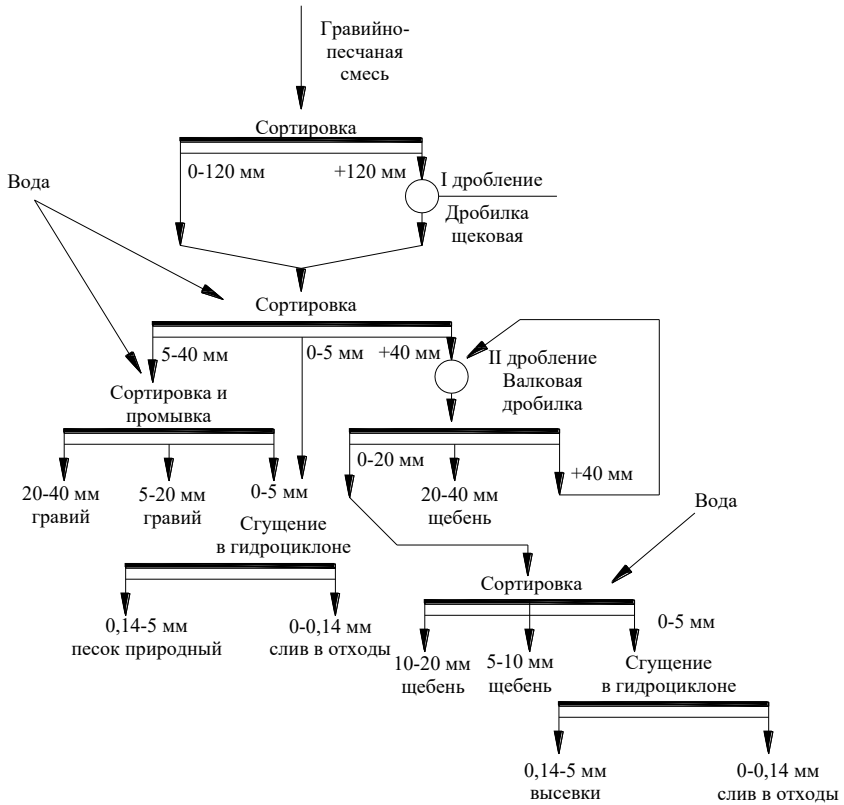 Гравийно-
песчаная
смесь
Сортировка
0-120 мм
+120 мм
I дробление
Дробилка
щековая
Вода
Сортировка
5-40 мм
0-5 мм
+40 мм
II дробление
Валковая
дробилка
Сортировка и
промывка
0-20 мм
20-40 мм
щебень
+40 мм
20-40 мм
гравий
5-20 мм
гравий
0-5 мм
Сгущение
в гидроциклоне
Вода
0,14-5 мм
песок природный
0-0,14 мм
слив в отходы
Сортировка
0-5 мм
10-20 мм
щебень
5-10 мм
щебень
Сгущение
в гидроциклоне
0,14-5 мм
высевки
0-0,14 мм
слив в отходы